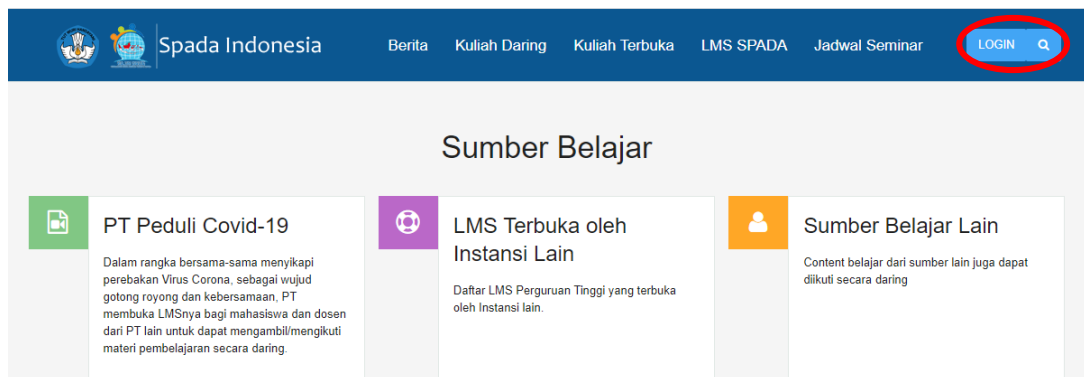 Spada Indonesia
Berita
Kuliah Daring
Kuliah Terbuka
LMS SPADA
Jadwal Seminar
LOGIN
Sumber Belajar
PT Peduli Covid-19
Dalam rangka bersama-sama menyikapi
perebakan Virus Corona, sebagai wujud
gotong royong dan kebersamaan, PT
membuka LMSnya bagi mahasiswa dan dosen
dari PT lain untuk dapat mengambil/mengikuti
materi pembelajaran secara daring.
LMS Terbuka oleh
Instansi Lain
Daftar LMS Perguruan Tinggi yang terbuka
oleh Instansi lain.
Sumber Belajar Lain
Content belajar dari sumber lain juga dapat
diikuti secara daring